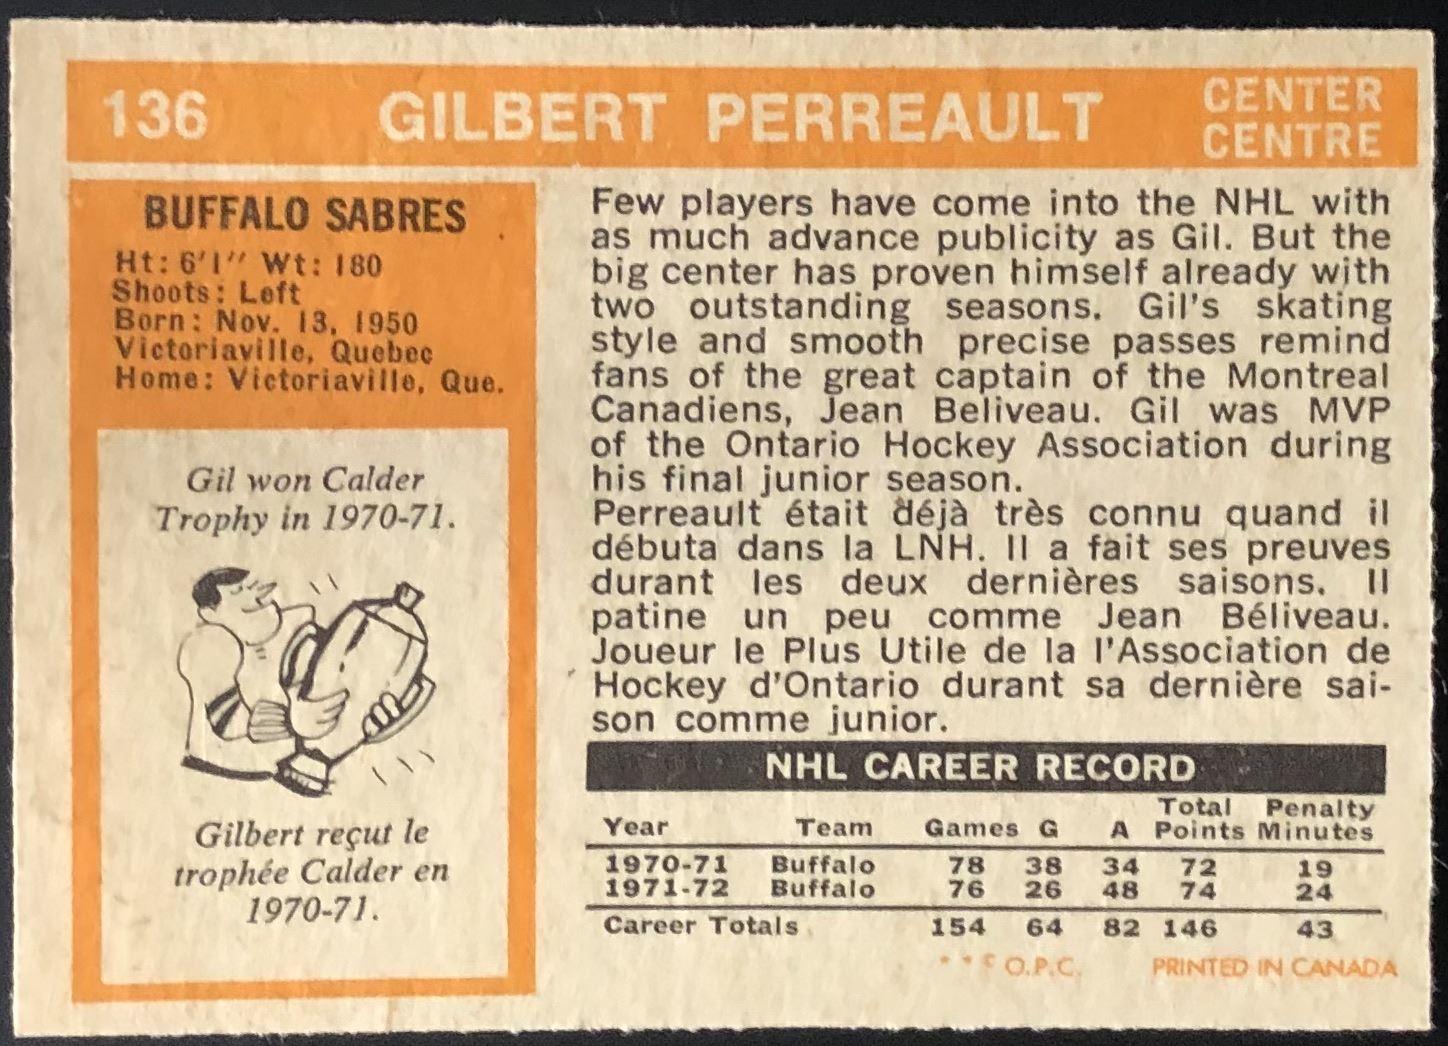 136 GILBERT PERREAULT CENTER
CENTRE
BUFFALO SABRES
Ht: 6'1" Wt: 180
Shoots: Left
Born: Nov. 13, 1950
Victoriaville, Quebec
Home: Victoriaville, Que.
Gil won Calder
Trophy in 1970-71.
Gilbert reçut le
trophée Calder en
1970-71.
Few players have come into the NHL with
as much advance publicity as Gil. But the
big center has proven himself already with
two outstanding seasons. Gil's skating
style and smooth precise passes remind
fans of the great captain of the Montreal
Canadiens, Jean Beliveau. Gil was MVP
of the Ontario Hockey Association during
his final junior season.
Perreault était déjà très connu quand il
débuta dans la LNH. Il a fait ses preuves
durant les deux dernières saisons. Il
patine un peu comme Jean Béliveau.
Joueur le Plus Utile de la l'Association de
Hockey d'Ontario durant sa dernière sai-
son comme junior.
NHL CAREER RECORD
Total Penalty
Year Team Games G A Points Minutes
1970-71 Buffalo 78 38 34 72 19
1971-72 Buffalo 76 26 48 74 24
Career Totals 154 64 82 146 43
* * © O.P.C. PRINTED IN CANADA